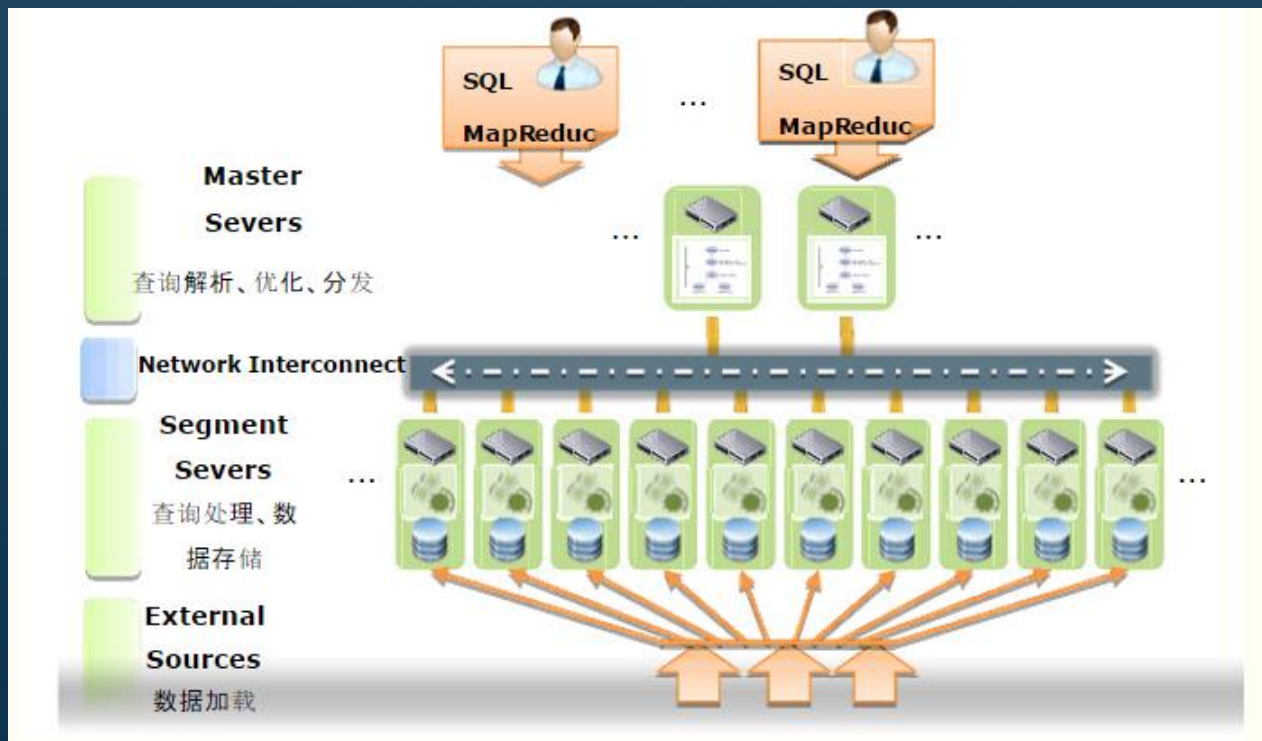 SQL
MapReduc
...
SQL
MapReduc
Master
Severs
查询解析、优化、分发
...
...
Network Interconnect
Segment
Severs
查询处理、数
据存储
...
...
External
Sources
数据加载